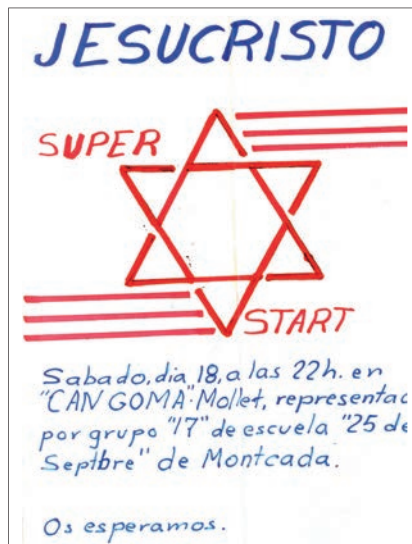 JESUCRISTO
SUPER
START
Sabado, dia 18, a las 22h. en
"CAN GOMA" Mollet, representac
por grupo "17" de escuela "25 de
Septbre" de Montcada.
Os esperamos.